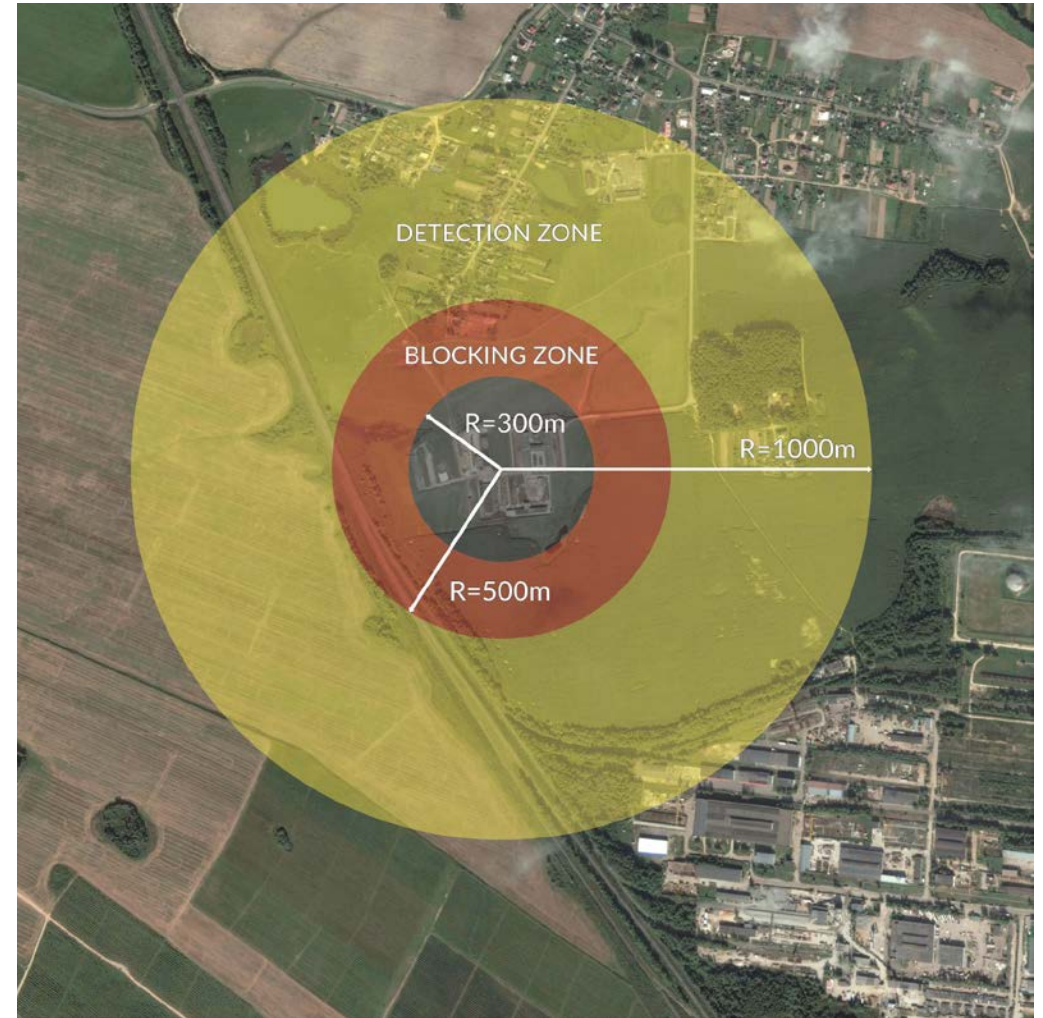 DETECTION ZONE
BLOCKING ZONE
R=300m
R=1000m
R=500m